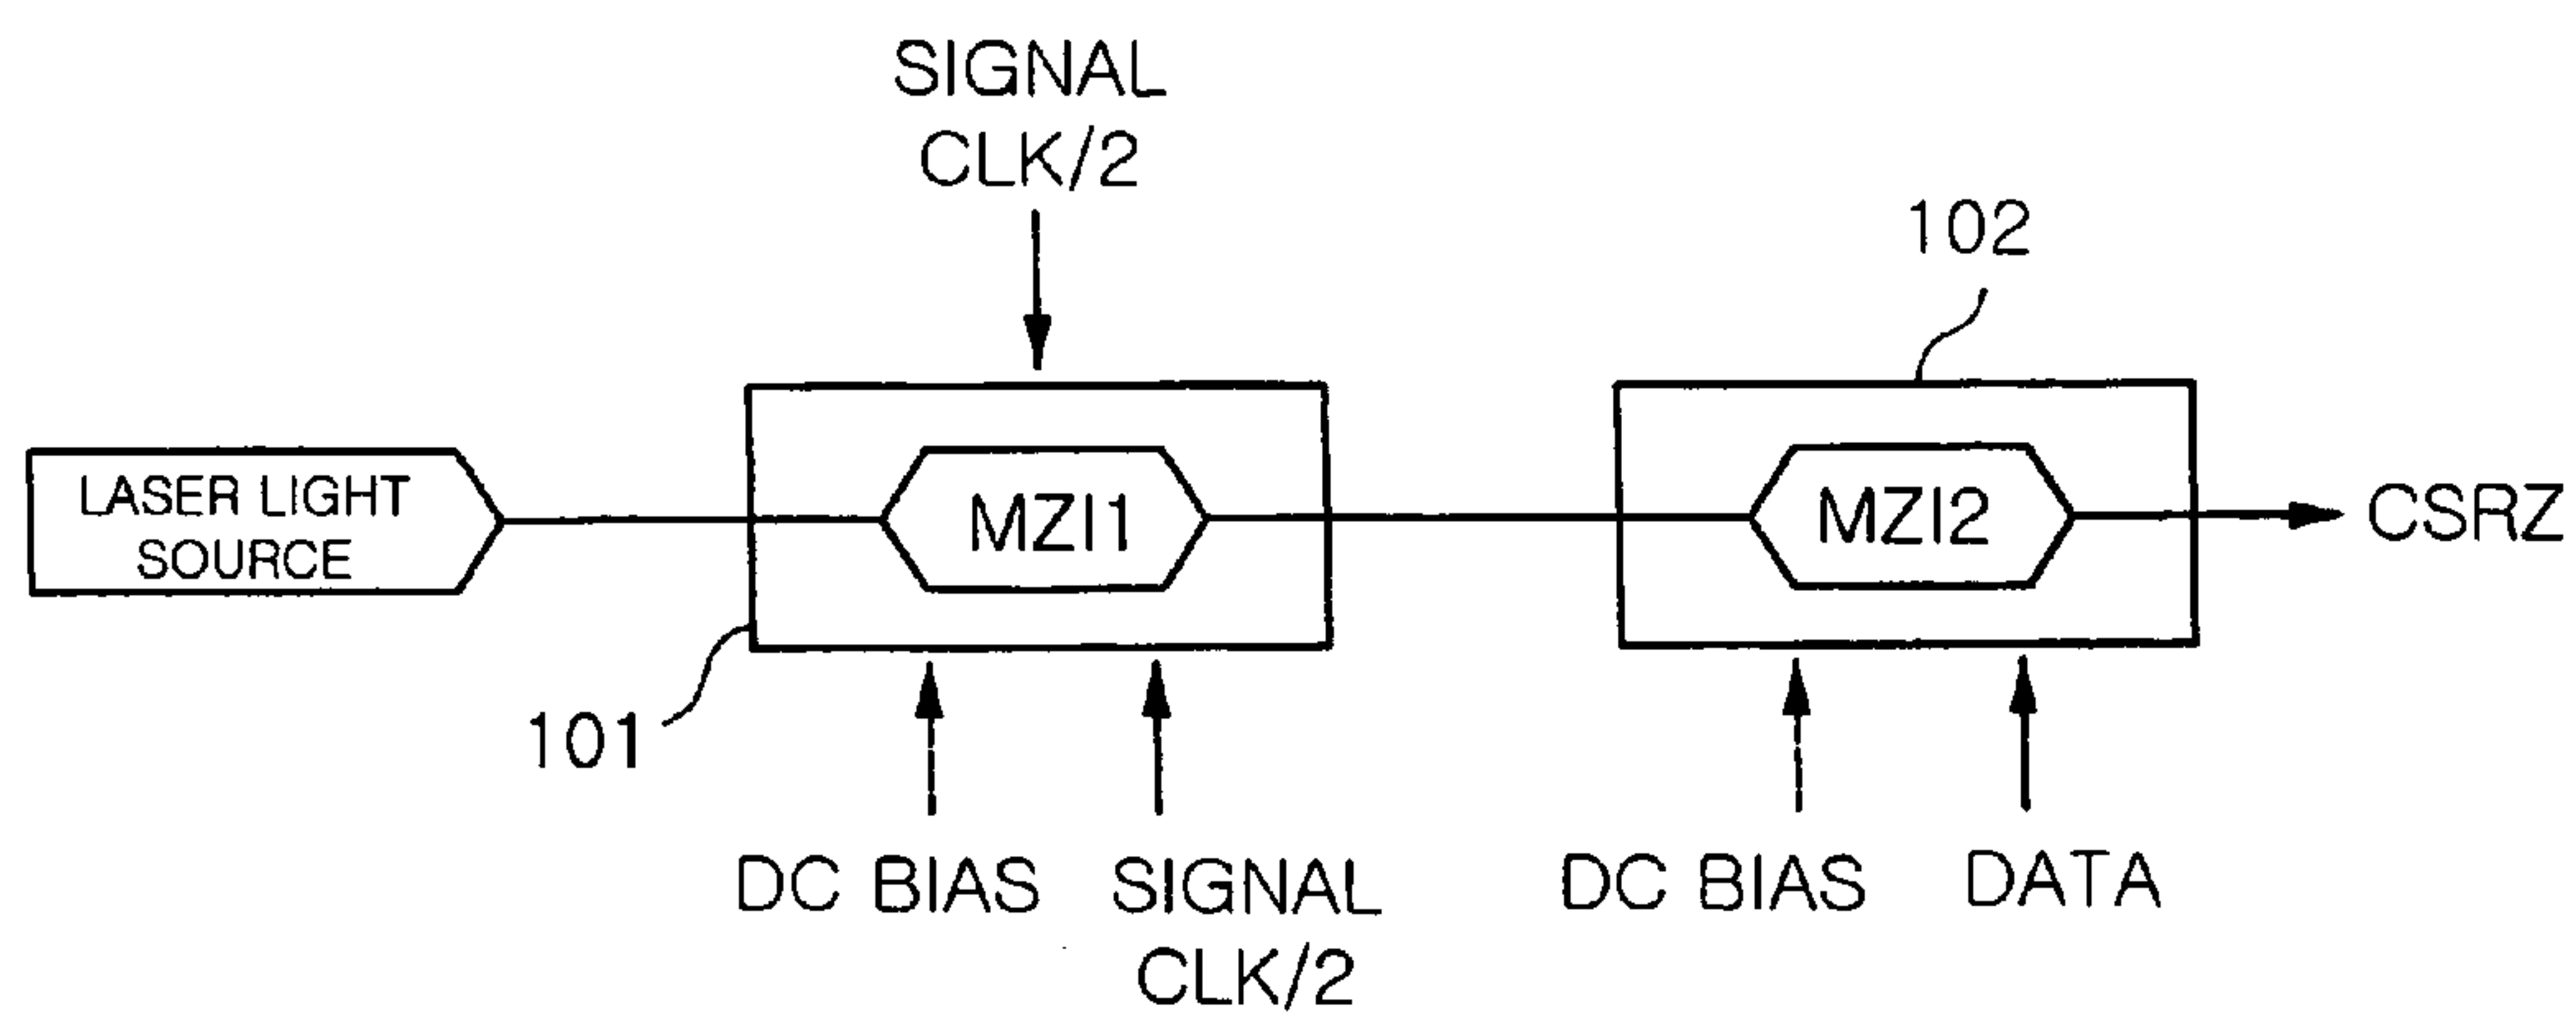 SIGNAL
CLK/2
102
LASER LIGHT
SOURCE
MZI1
MZI2
CSRZ
101
DC BIAS
SIGNAL
CLK/2
DC BIAS
DATA